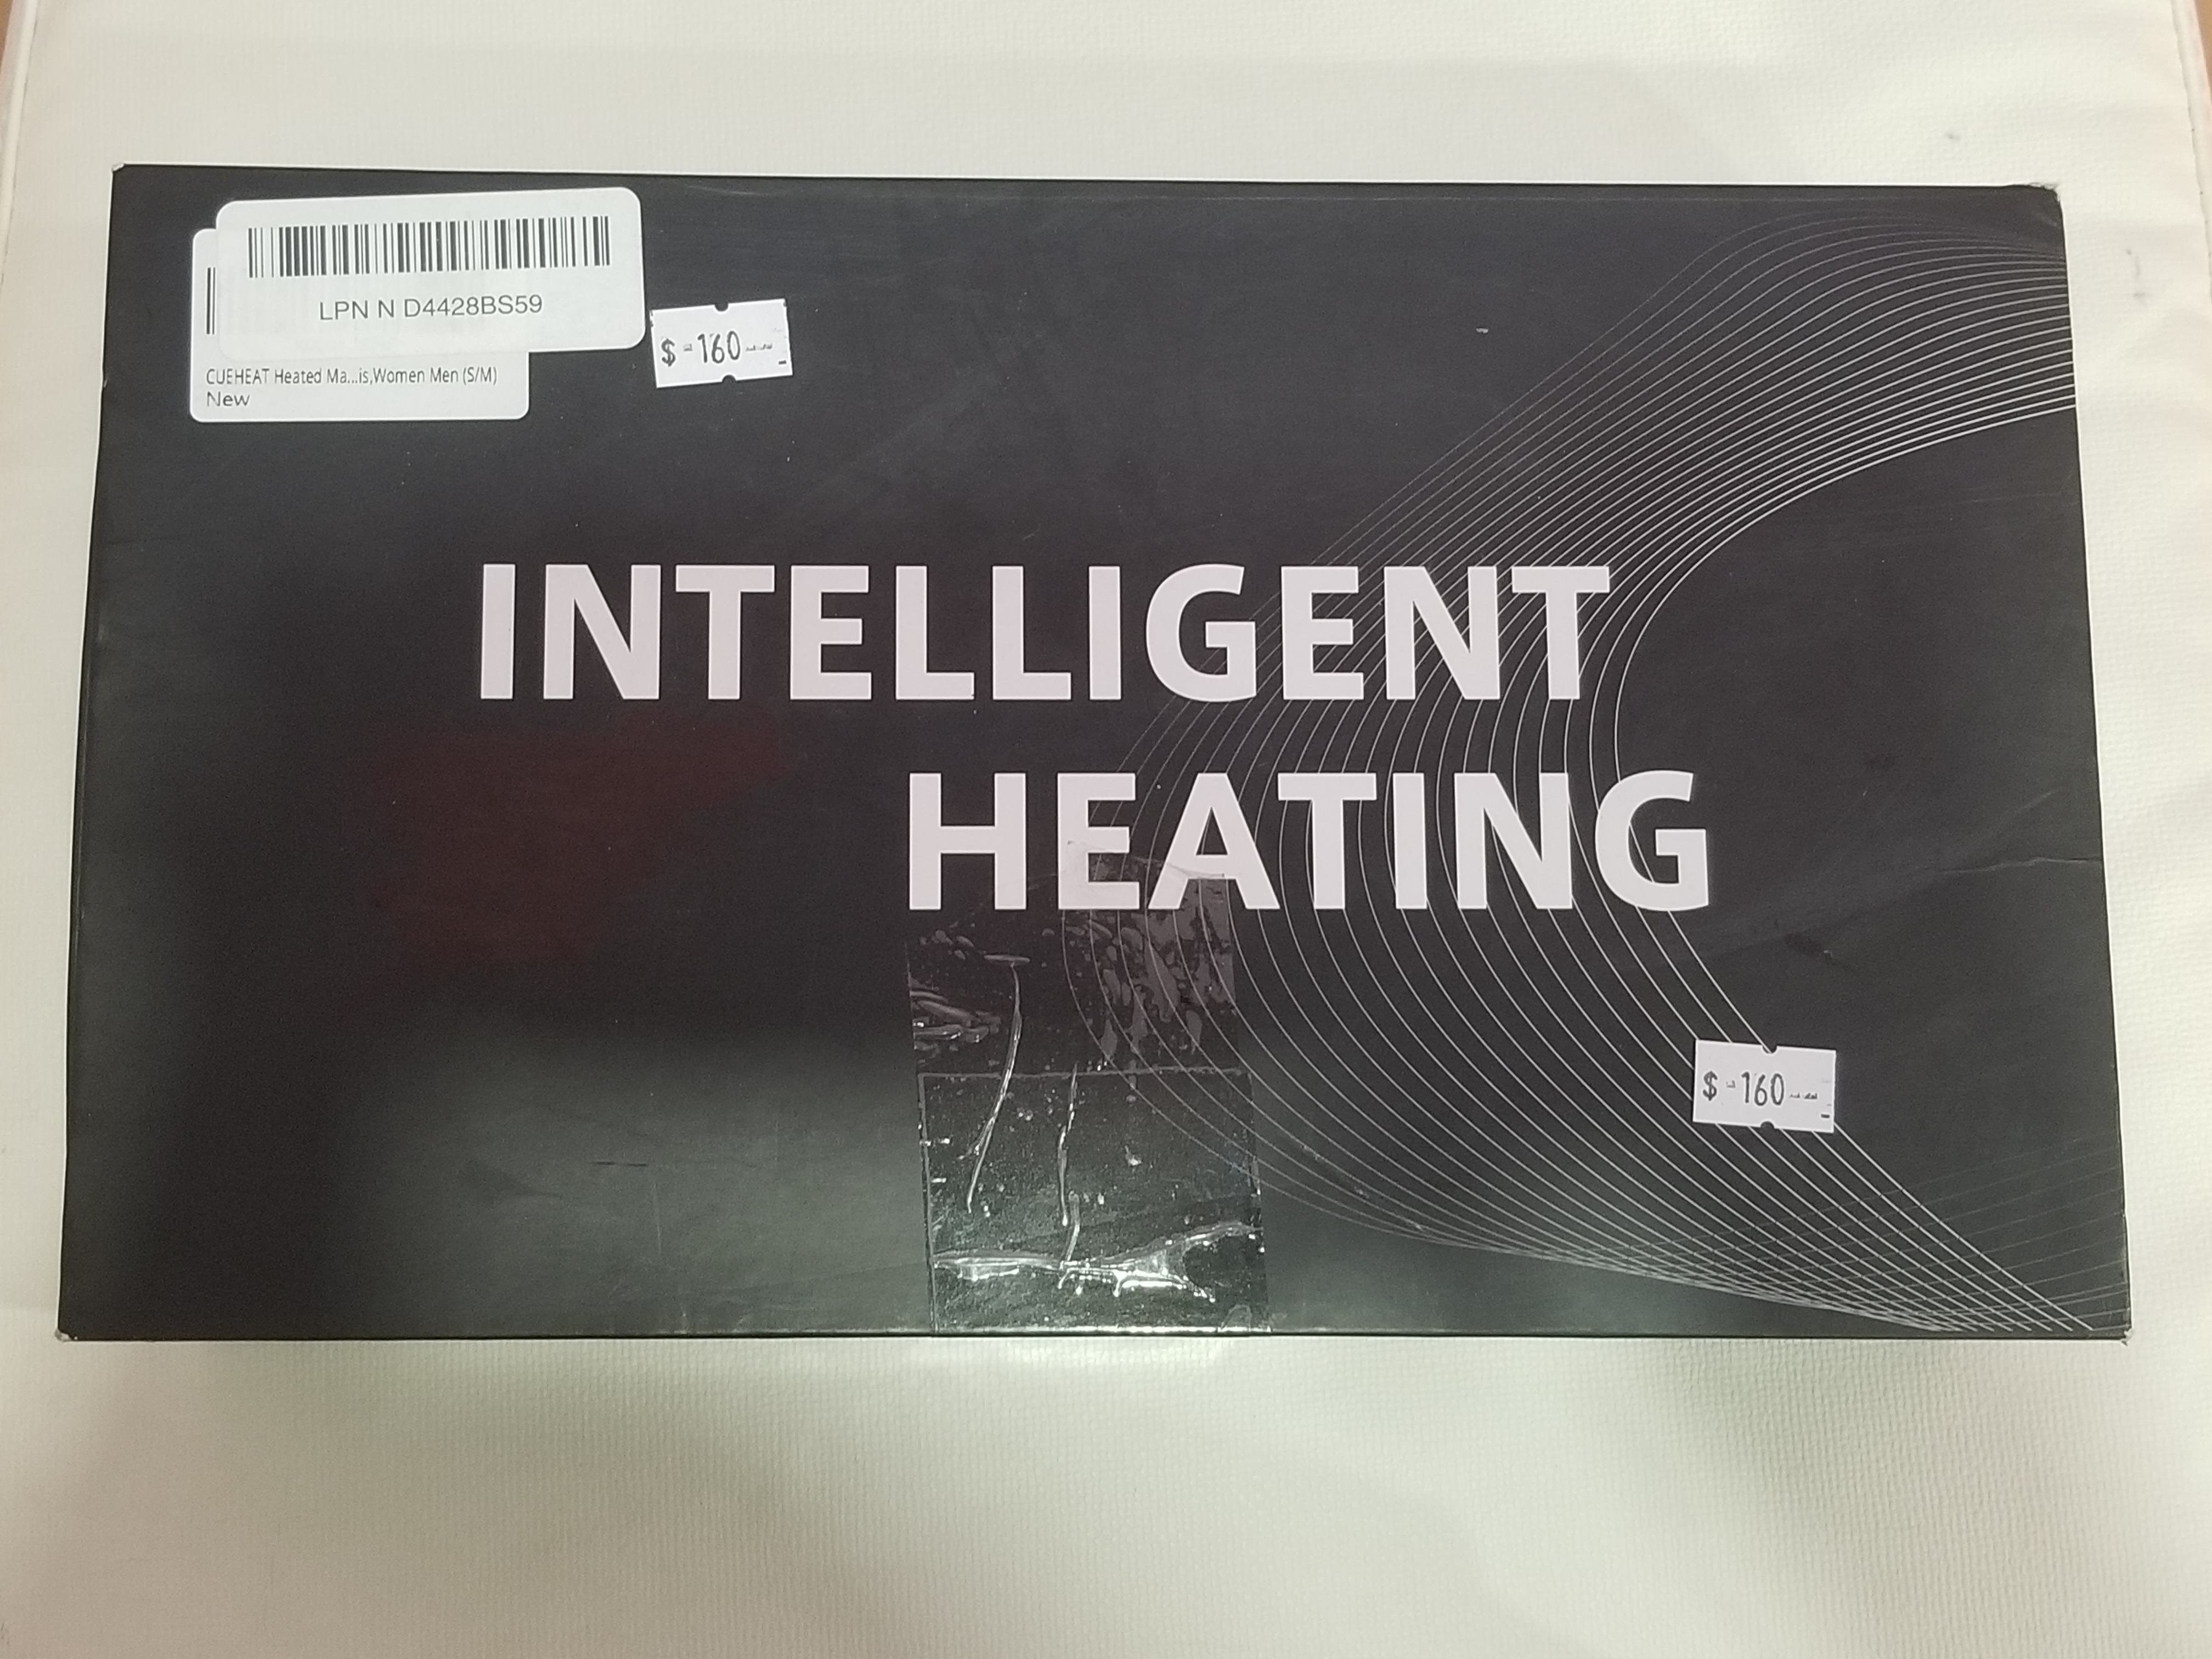 LPN N D4428BS59
CUEHEAT Heated Ma...is,Women Men (S/M)
New
$ -160
INTELLIGENT
HEATING
$ -160